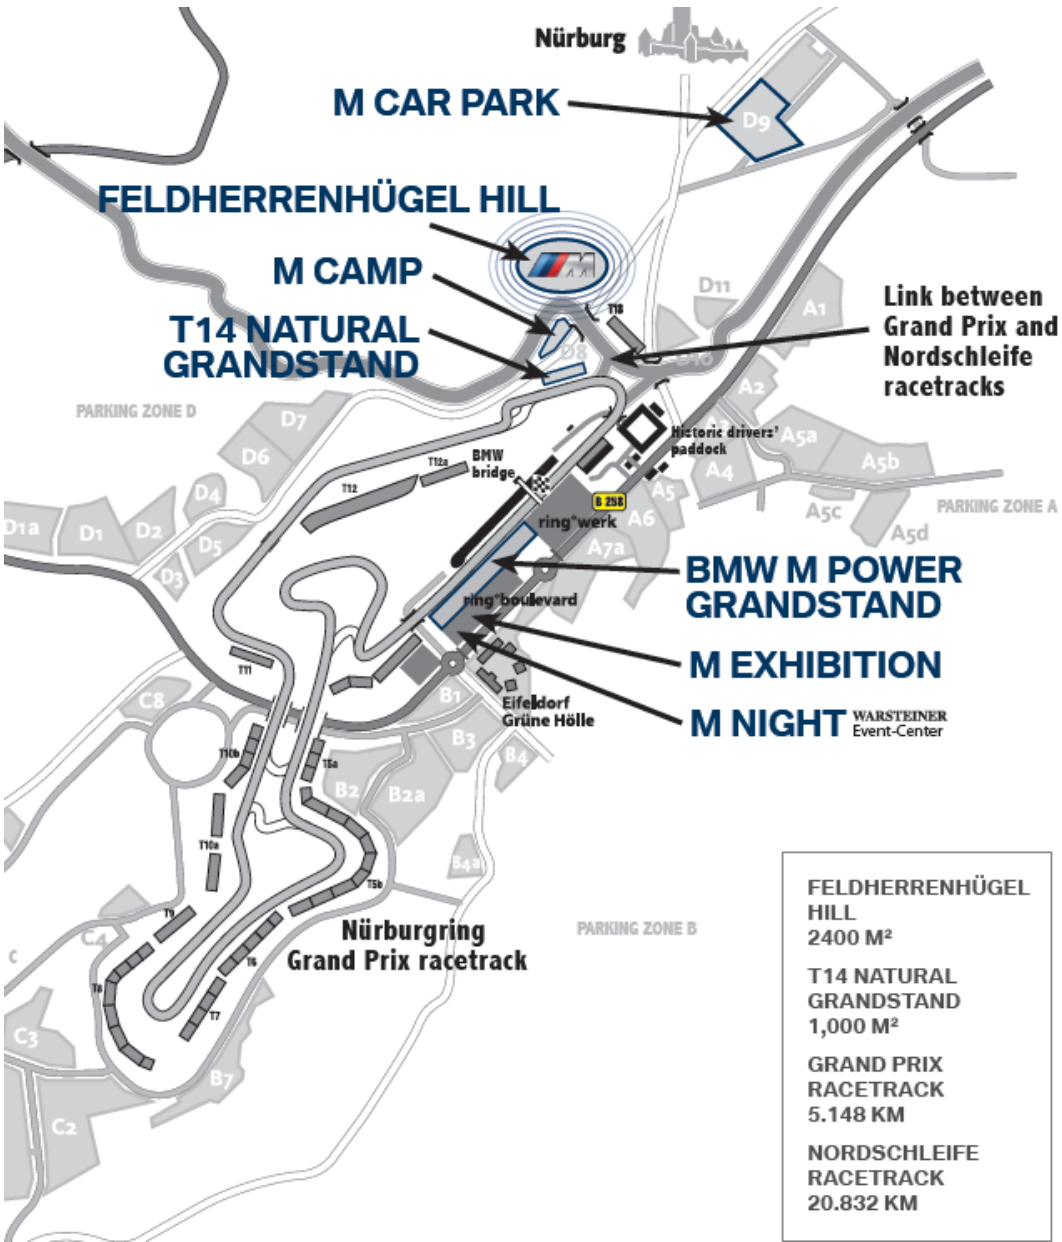 Nürburg
M CAR PARK
D9
FELDHERRENHÜGEL HILL
M
M CAMP
D11
A1
T18
Link between
Grand Prix and
Nordschleife
racetracks
T14 NATURAL
GRANDSTAND
D8
D10
A2
PARKING ZONE D
D7
D6
A3
Historic drivers'
paddock
A5a
A5b
A4
BMW
bridge
T12a
T12
D4
A5
B 258
PARKING ZONE A
A5c
A5d
D1a
D1
D2
D5
D3
ring°werk
A6
A7a
BMW M POWER
GRANDSTAND
ring°boulevard
M EXHIBITION
T11
C8
B1
Eifeldorf
Grüne Hölle
M NIGHT
WARSTEINER
Event-Center
T10b
T5a
B3
B4
B2
B2a
T10a
B4a
T5b
T9
C4
C
Nürburgring
Grand Prix racetrack
PARKING ZONE B
T6
T8
T7
C3
B7
C2
FELDHERRENHÜGEL
HILL
2400 M²
T14 NATURAL
GRANDSTAND
1,000 M²
GRAND PRIX
RACETRACK
5.148 KM
NORDSCHLEIFE
RACETRACK
20.832 KM